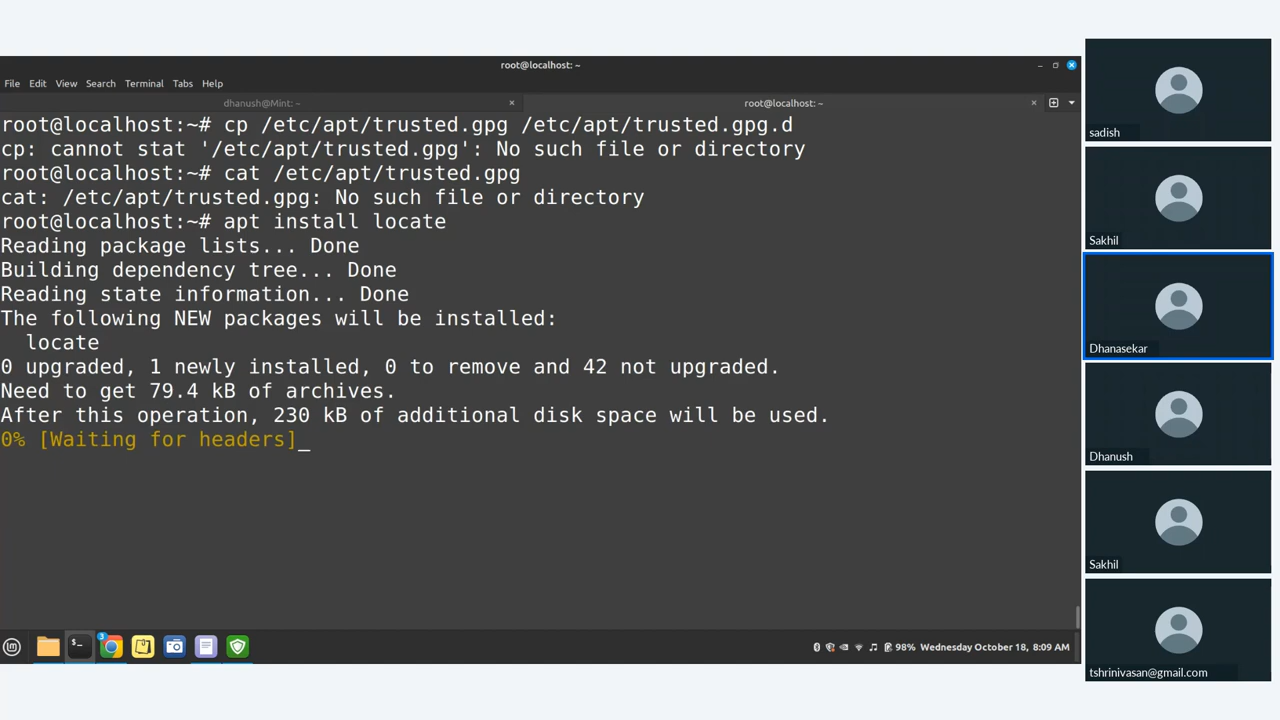 root@localhost: ~
File Edit View Search Terminal Tabs Help
dhanush@Mint: ~
root@localhost: ~
root@localhost:~# cp /etc/apt/trusted.gpg /etc/apt/trusted.gpg.d
cp: cannot stat '/etc/apt/trusted.gpg': No such file or directory
root@localhost:~# cat /etc/apt/trusted.gpg
cat: /etc/apt/trusted.gpg: No such file or directory
root@localhost:~# apt install locate
Reading package lists... Done
Building dependency tree... Done
Reading state information... Done
The following NEW packages will be installed:
locate
0 upgraded, 1 newly installed, 0 to remove and 42 not upgraded.
Need to get 79.4 kB of archives.
After this operation, 230 kB of additional disk space will be used.
0% [Waiting for headers]_
3
98% Wednesday October 18, 8:09 AM
sadish
Sakhil
Dhanasekar
Dhanush
Sakhil
tshrinivasan@gmail.com